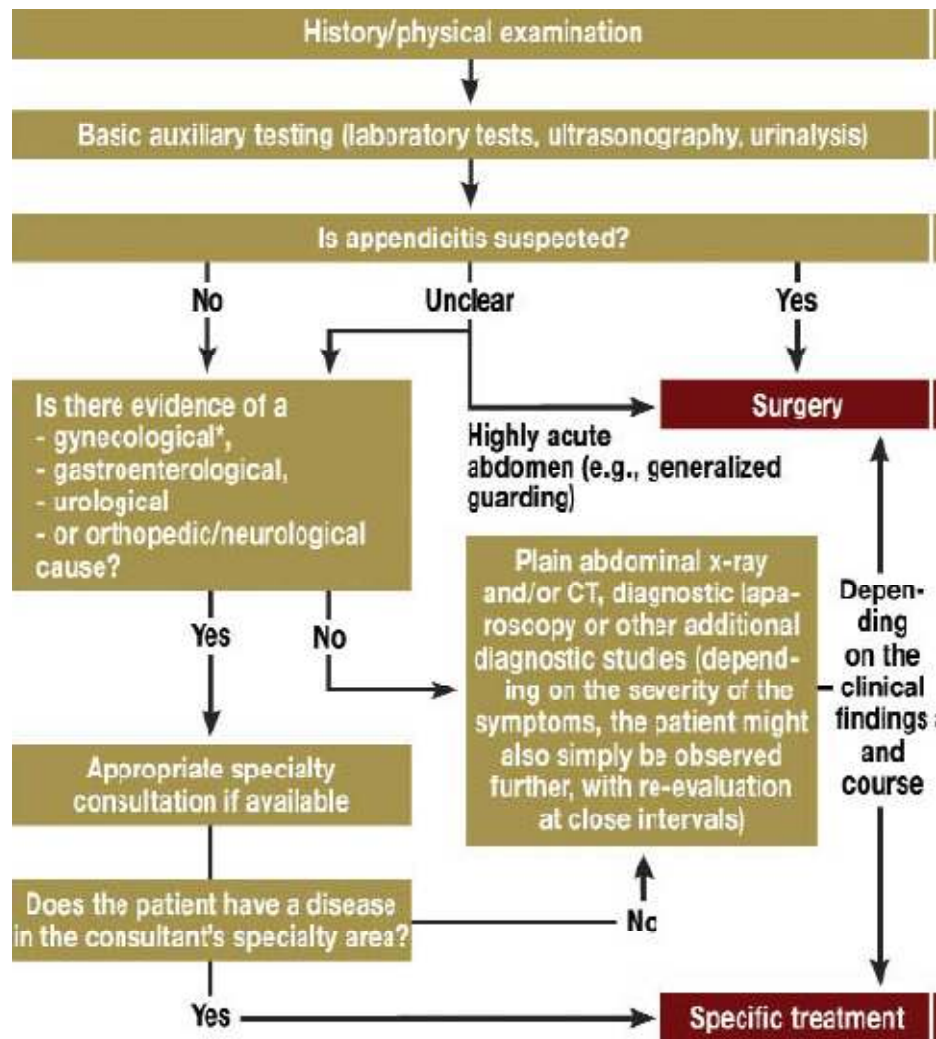 History/physical examination
Basic auxiliary testing (laboratory tests, ultrasonography, urinalysis)
Is appendicitis suspected?
No
Unclear
Yes
Is there evidence of a
- gynecological*,
- gastroenterological,
- urological
- or orthopedic/neurological
cause?
Surgery
Highly acute
abdomen (e.g., generalized
guarding)
Plain abdominal x-ray
and/or CT, diagnostic lapa-
roscopy or other additional
diagnostic studies (depend-
ing on the severity of the
symptoms, the patient might
also simply be observed
further, with re-evaluation
at close intervals)
Depen-
ding
on the
clinical
findings
and
course
Yes
No
Appropriate specialty
consultation if available
Does the patient have a disease
in the consultant's specialty area?
No
Yes
Specific treatment